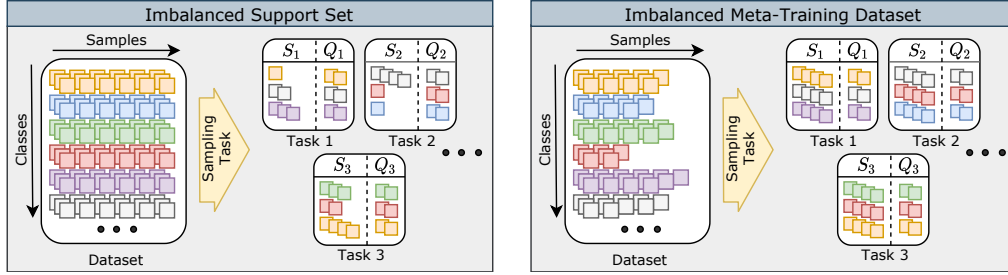 Imbalanced Support Set
Samples
Classes
Dataset
Sampling Task
S1 Q1
Task 1
S2 Q2
Task 2
S3 Q3
Task 3
Imbalanced Meta-Training Dataset
Samples
Classes
Dataset
Sampling Task
S1 Q1
Task 1
S2 Q2
Task 2
S3 Q3
Task 3